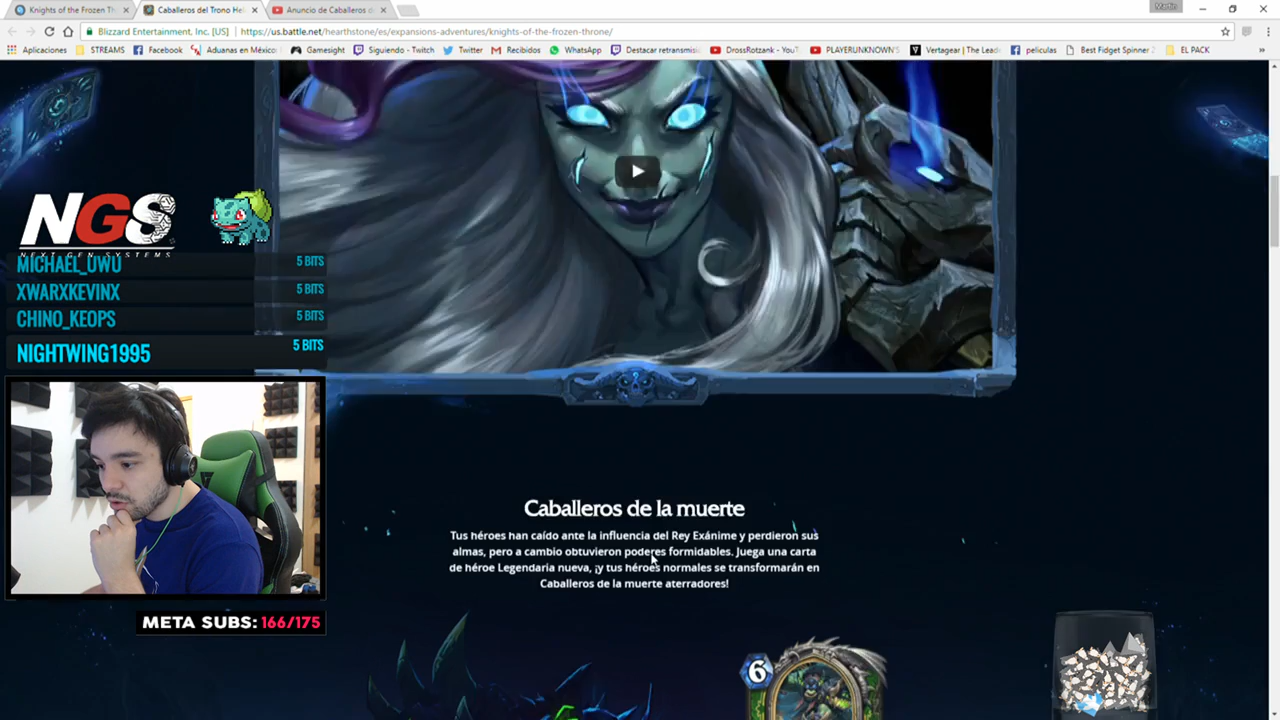 Knights of the Frozen Th
Caballeros del Trono Hel
Anuncio de Caballeros d
Martin
Blizzard Entertainment, Inc. [US]
https://us.battle.net/hearthstone/es/expansions-adventures/knights-of-the-frozen-throne/
Aplicaciones
STREAMS
Facebook
Aduanas en México
Gamesight
Siguiendo - Twitch
Twitter
Recibidos
WhatsApp
Destacar retransmisi
DrossRotzank - YouT
PLAYERUNKNOWN'S
Vertagear | The Lead
peliculas
Best Fidget Spinner
EL PACK
NGS
NEXT GEN SYSTEMS
MICHAEL_UWU 5 BITS
XWARXKEVINX 5 BITS
CHINO_KEOPS 5 BITS
NIGHTWING1995 5 BITS
META SUBS: 166/175
Caballeros de la muerte
Tus héroes han caído ante la influencia del Rey Exánime y perdieron sus
almas, pero a cambio obtuvieron poderes formidables. Juega una carta
de héroe Legendaria nueva, ¡y tus héroes normales se transformarán en
Caballeros de la muerte aterradores!
6